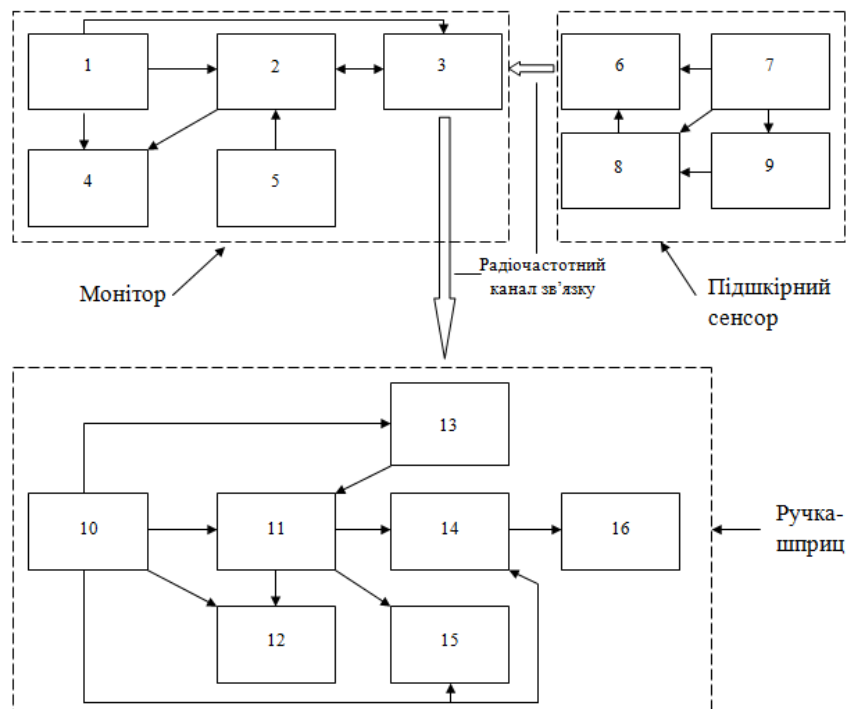 1
2
3
6
7
4
5
8
9
Монітор
Радіочастотний
канал зв’язку
Підшкірний
сенсор
13
10
11
14
16
Ручка-
шприц
12
15